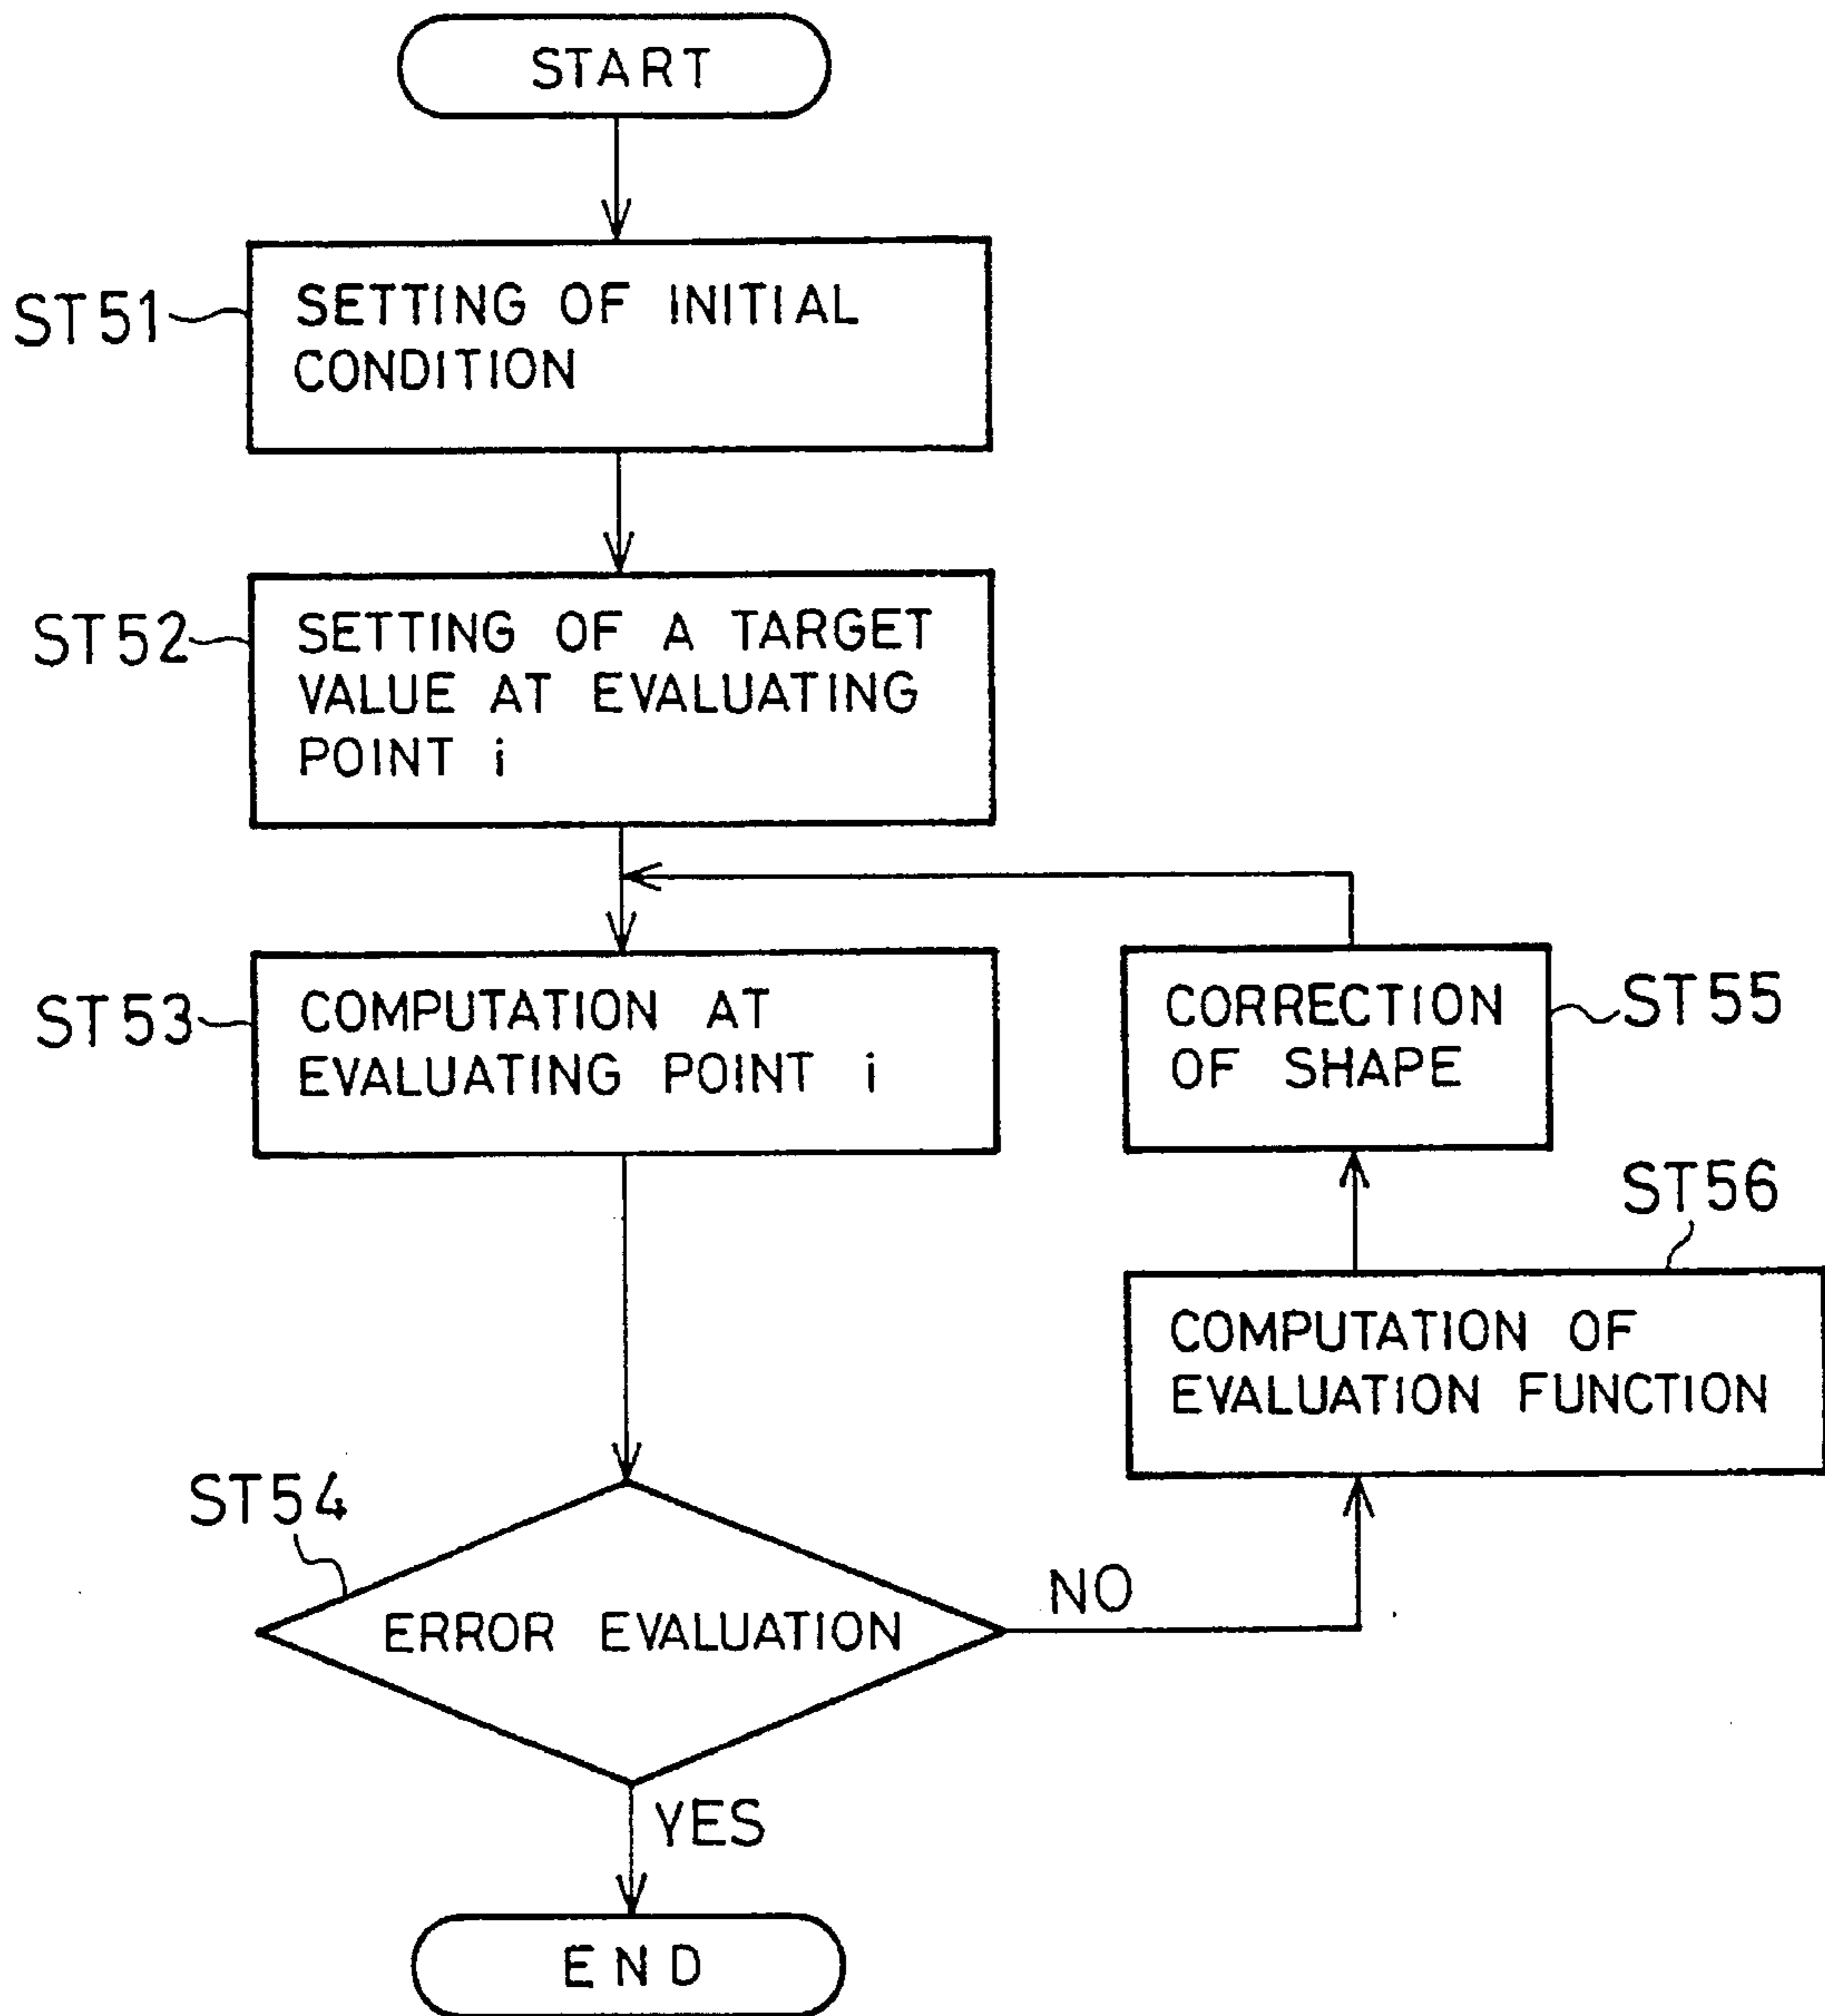 START
ST51
SETTING OF INITIAL
CONDITION
ST52
SETTING OF A TARGET
VALUE AT EVALUATING
POINT i
ST53
COMPUTATION AT
EVALUATING POINT i
CORRECTION
OF SHAPE
ST55
ST56
COMPUTATION OF
EVALUATION FUNCTION
ST54
ERROR EVALUATION
NO
YES
END